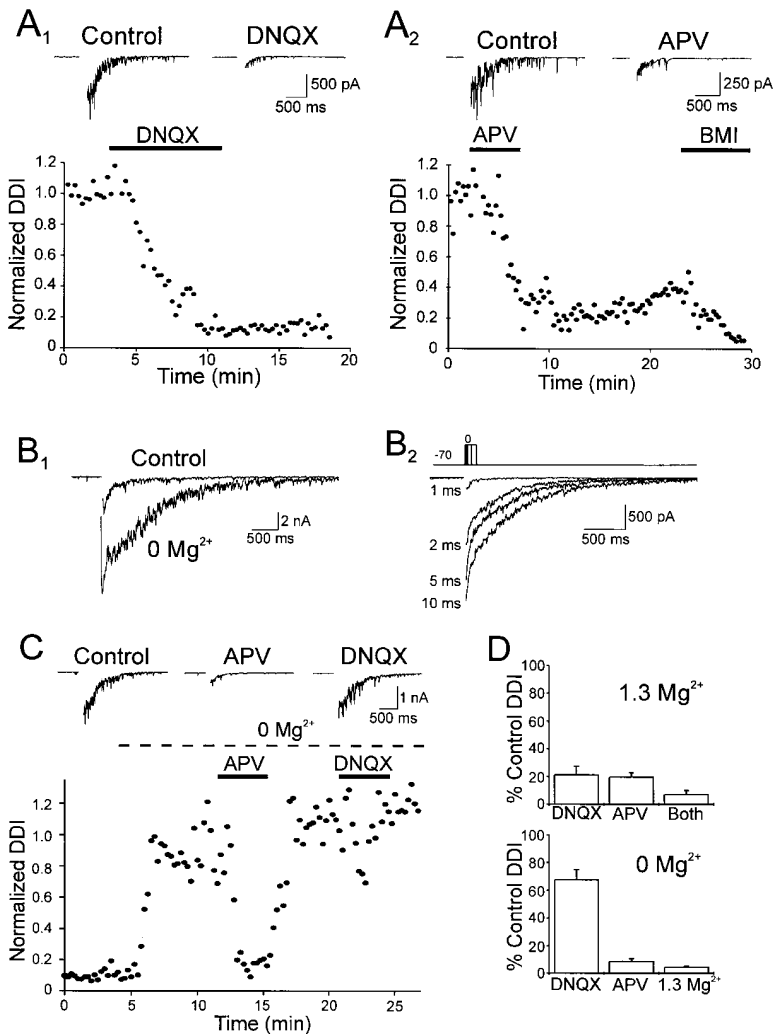 A1
Control
DNQX
500 pA
500 ms
DNQX
Normalized DDI
1.2
1.0
0.8
0.6
0.4
0.2
0
0 5 10 15 20
Time (min)
A2
Control
APV
250 pA
500 ms
APV
BMI
Normalized DDI
1.2
1.0
0.8
0.6
0.4
0.2
0
0 10 20 30
Time (min)
B1
Control
0 Mg2+
2 nA
500 ms
B2
0
-70
1 ms
2 ms
5 ms
10 ms
500 pA
500 ms
C
Control
APV
DNQX
1 nA
500 ms
0 Mg2+
APV
DNQX
Normalized DDI
1.2
1.0
0.8
0.6
0.4
0.2
0
0 5 10 15 20 25
Time (min)
D
% Control DDI
100
80
60
40
20
0
1.3 Mg2+
DNQX APV Both
% Control DDI
100
80
60
40
20
0
0 Mg2+
DNQX APV 1.3 Mg2+